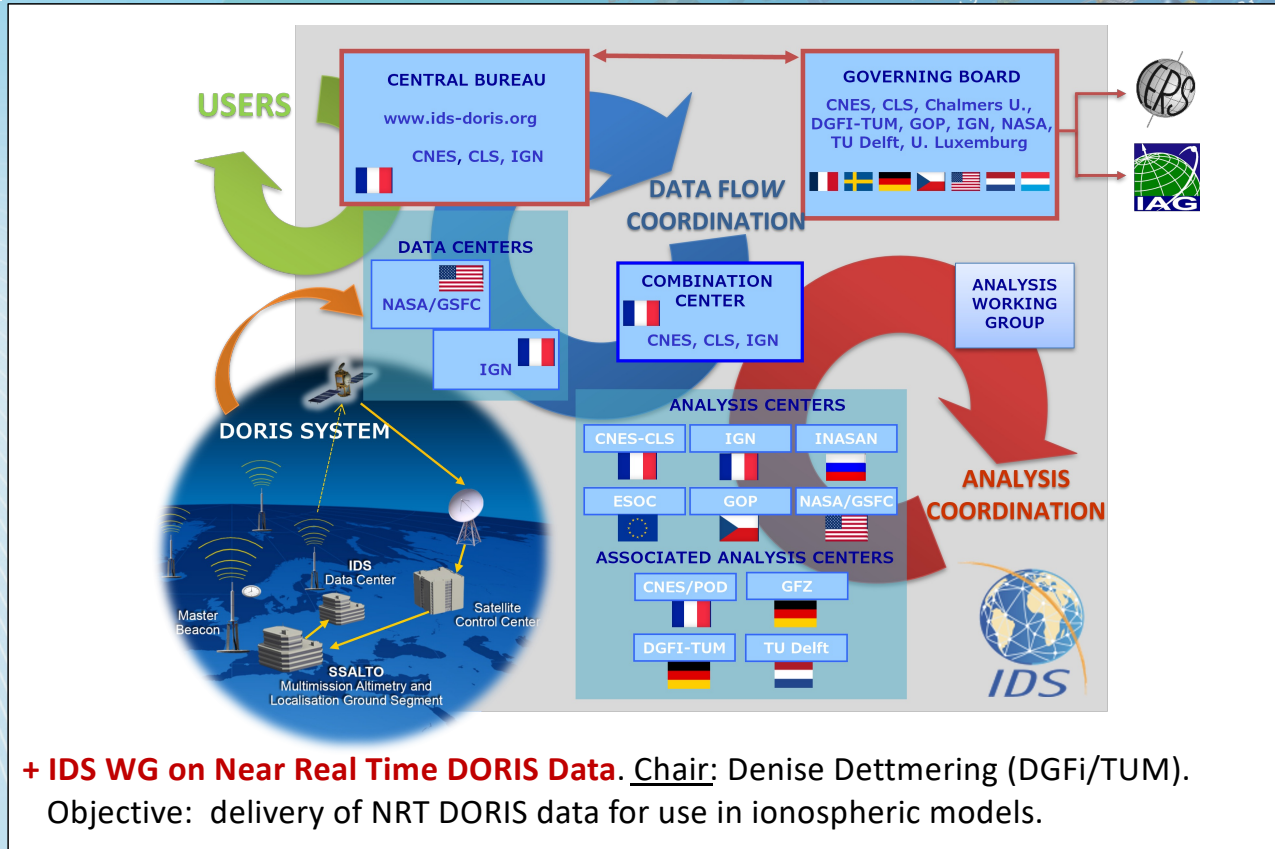 USERS
CENTRAL BUREAU
www.ids-doris.org
CNES, CLS, IGN
GOVERNING BOARD
CNES, CLS, Chalmers U.,
DGFI-TUM, GOP, IGN, NASA,
TU Delft, U. Luxemburg
IERS
IAG
DATA FLOW
COORDINATION
DATA CENTERS
NASA/GSFC
IGN
COMBINATION
CENTER
CNES, CLS, IGN
ANALYSIS
WORKING
GROUP
DORIS SYSTEM
IDS
Data Center
Master
Beacon
Satellite
Control Center
SSALTO
Multimission Altimetry and
Localisation Ground Segment
ANALYSIS CENTERS
CNES-CLS
IGN
INASAN
ESOC
GOP
NASA/GSFC
ASSOCIATED ANALYSIS CENTERS
CNES/POD
GFZ
DGFI-TUM
TU Delft
ANALYSIS
COORDINATION
IDS
+ IDS WG on Near Real Time DORIS Data. Chair: Denise Dettmering (DGFi/TUM).
Objective: delivery of NRT DORIS data for use in ionospheric models.